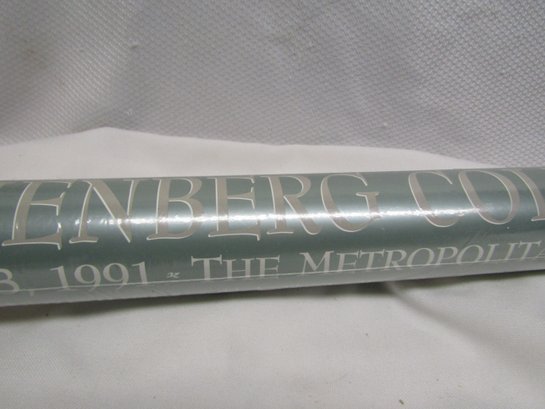 ENBERG CO
3, 1991 - THE METROPOLIT